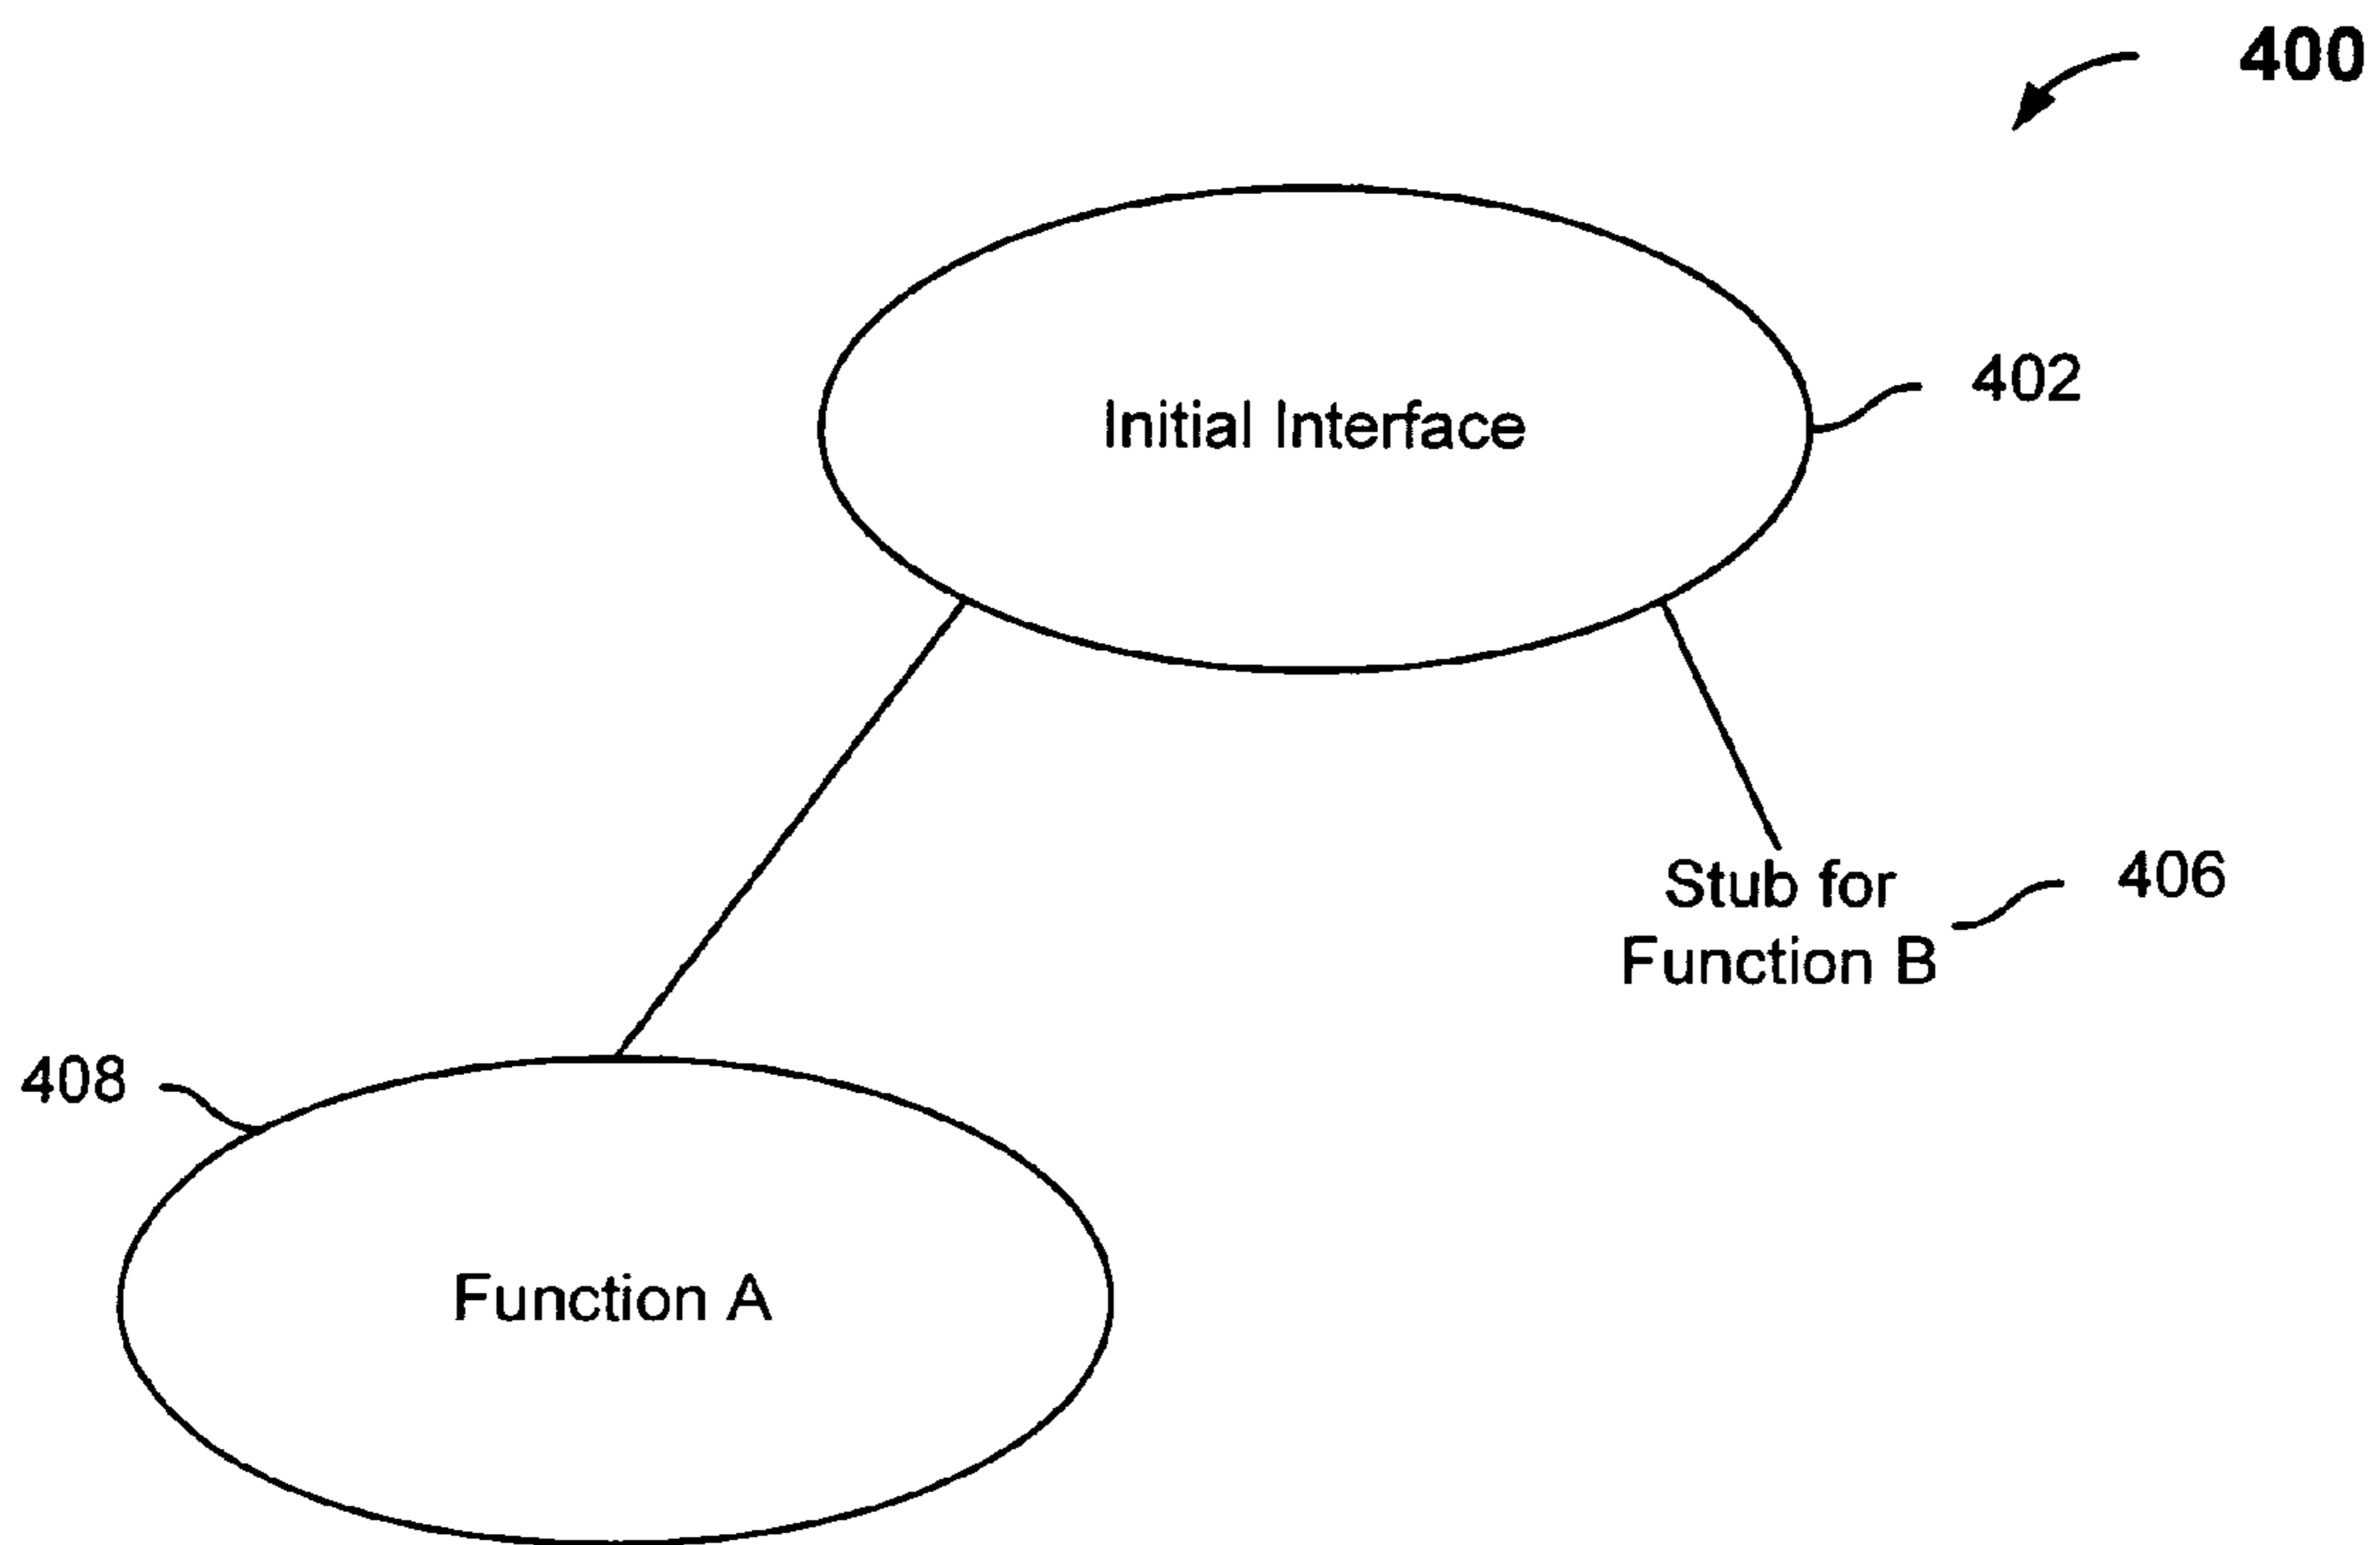 400
Initial Interface
402
Stub for
Function B
406
408
Function A